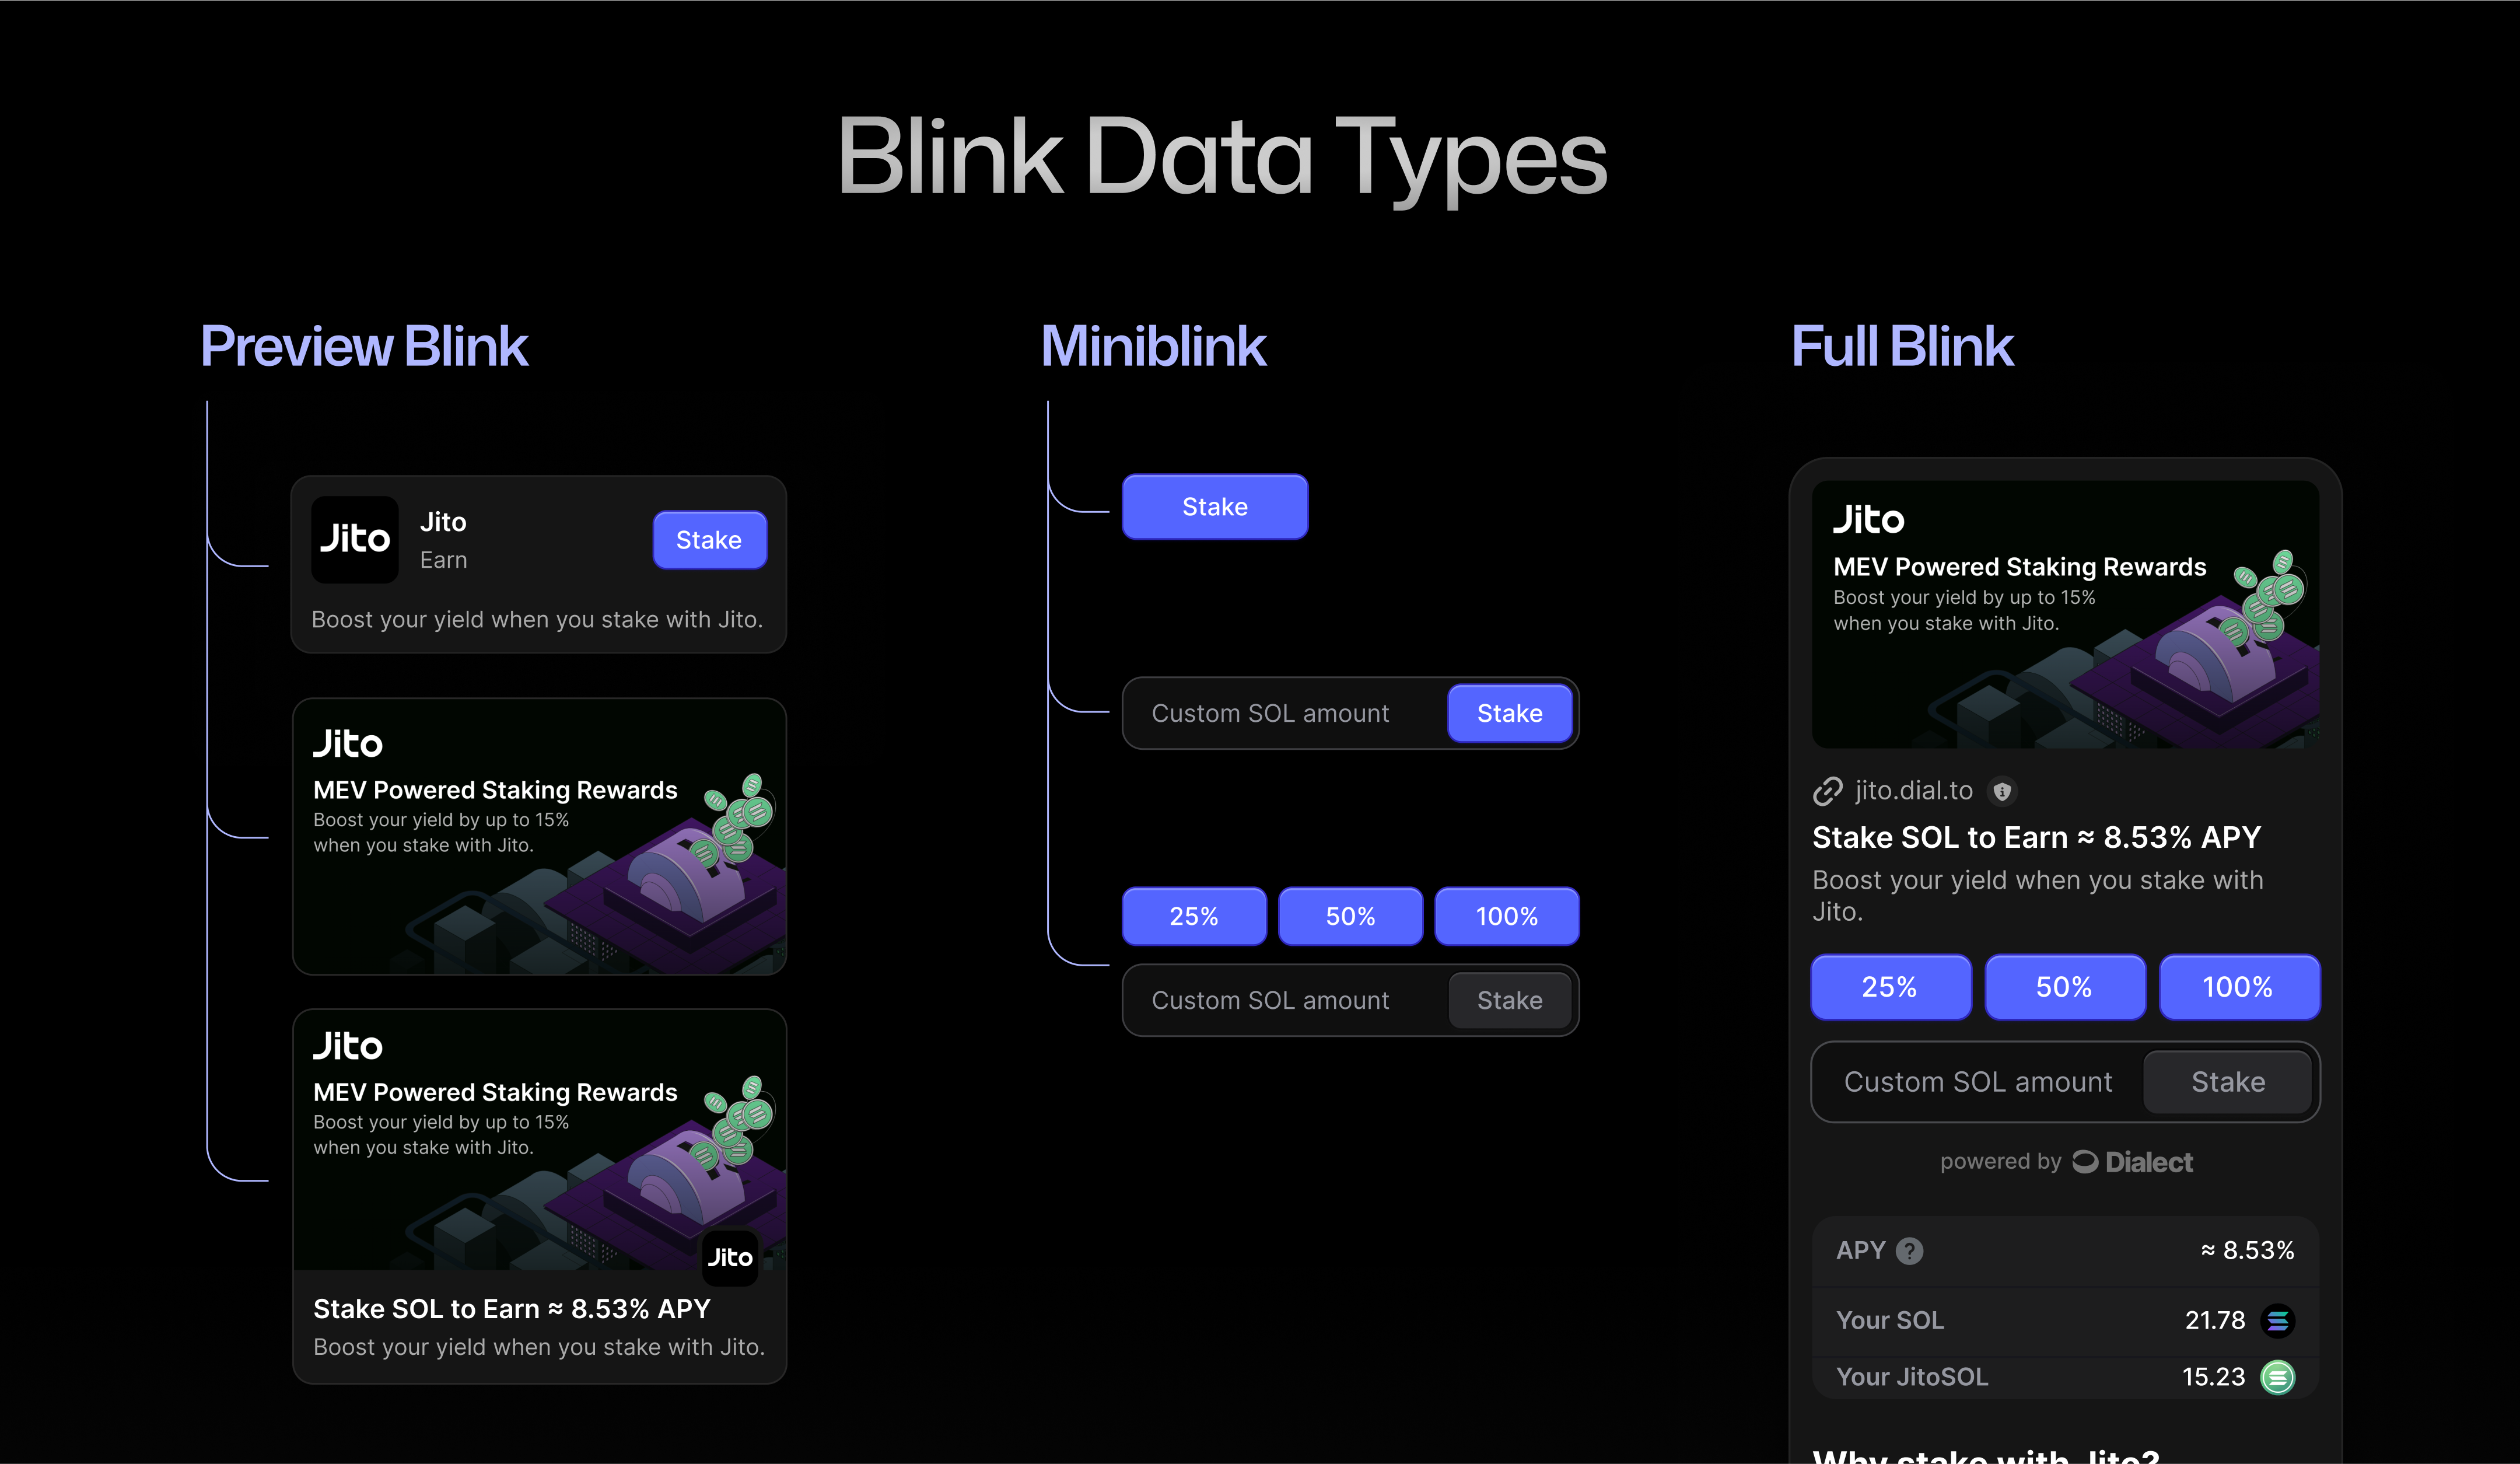 Blink Data Types
Preview Blink
Jito
Jito
Earn
Stake
Boost your yield when you stake with Jito.
Jito
MEV Powered Staking Rewards
Boost your yield by up to 15%
when you stake with Jito.
Jito
MEV Powered Staking Rewards
Boost your yield by up to 15%
when you stake with Jito.
Jito
Stake SOL to Earn ≈ 8.53% APY
Boost your yield when you stake with Jito.
Miniblink
Stake
Custom SOL amount Stake
25% 50% 100%
Custom SOL amount Stake
Full Blink
Jito
MEV Powered Staking Rewards
Boost your yield by up to 15%
when you stake with Jito.
jito.dial.to
Stake SOL to Earn ≈ 8.53% APY
Boost your yield when you stake with
Jito.
25% 50% 100%
Custom SOL amount Stake
powered by Dialect
APY ? ≈ 8.53%
Your SOL 21.78
Your JitoSOL 15.23
Why stake with Jito?